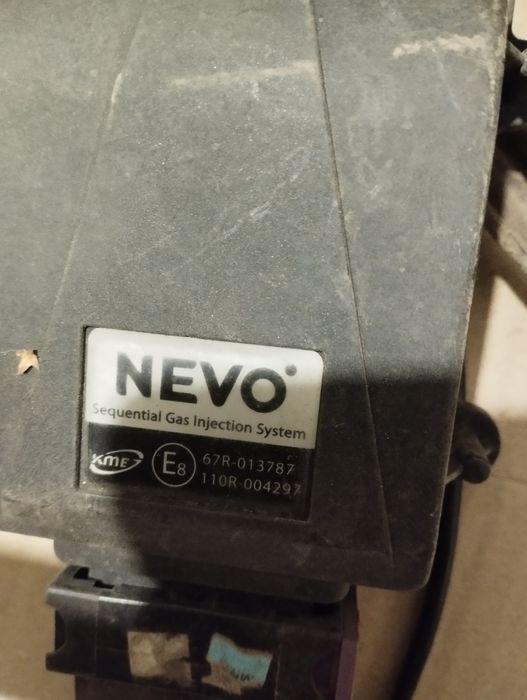 NEVO
Sequential Gas Injection System
KME
E8
67R-013787
110R-004297